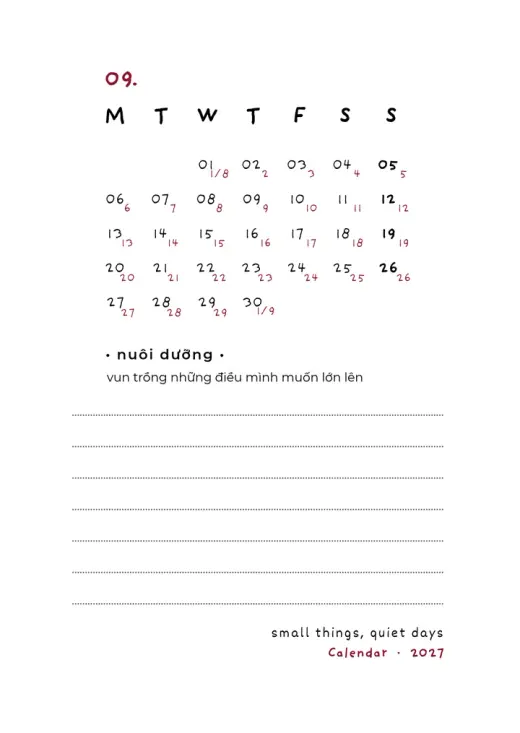 09.
M T W T F S S
01 1/8 02 2 03 3 04 4 05 5
06 6 07 7 08 8 09 9 10 10 11 11 12 12
13 13 14 14 15 15 16 16 17 17 18 18 19 19
20 20 21 21 22 22 23 23 24 24 25 25 26 26
27 27 28 28 29 29 30 1/9
• nuôi dưỡng •
vun trồng những điều mình muốn lớn lên
small things, quiet days
Calendar · 2027